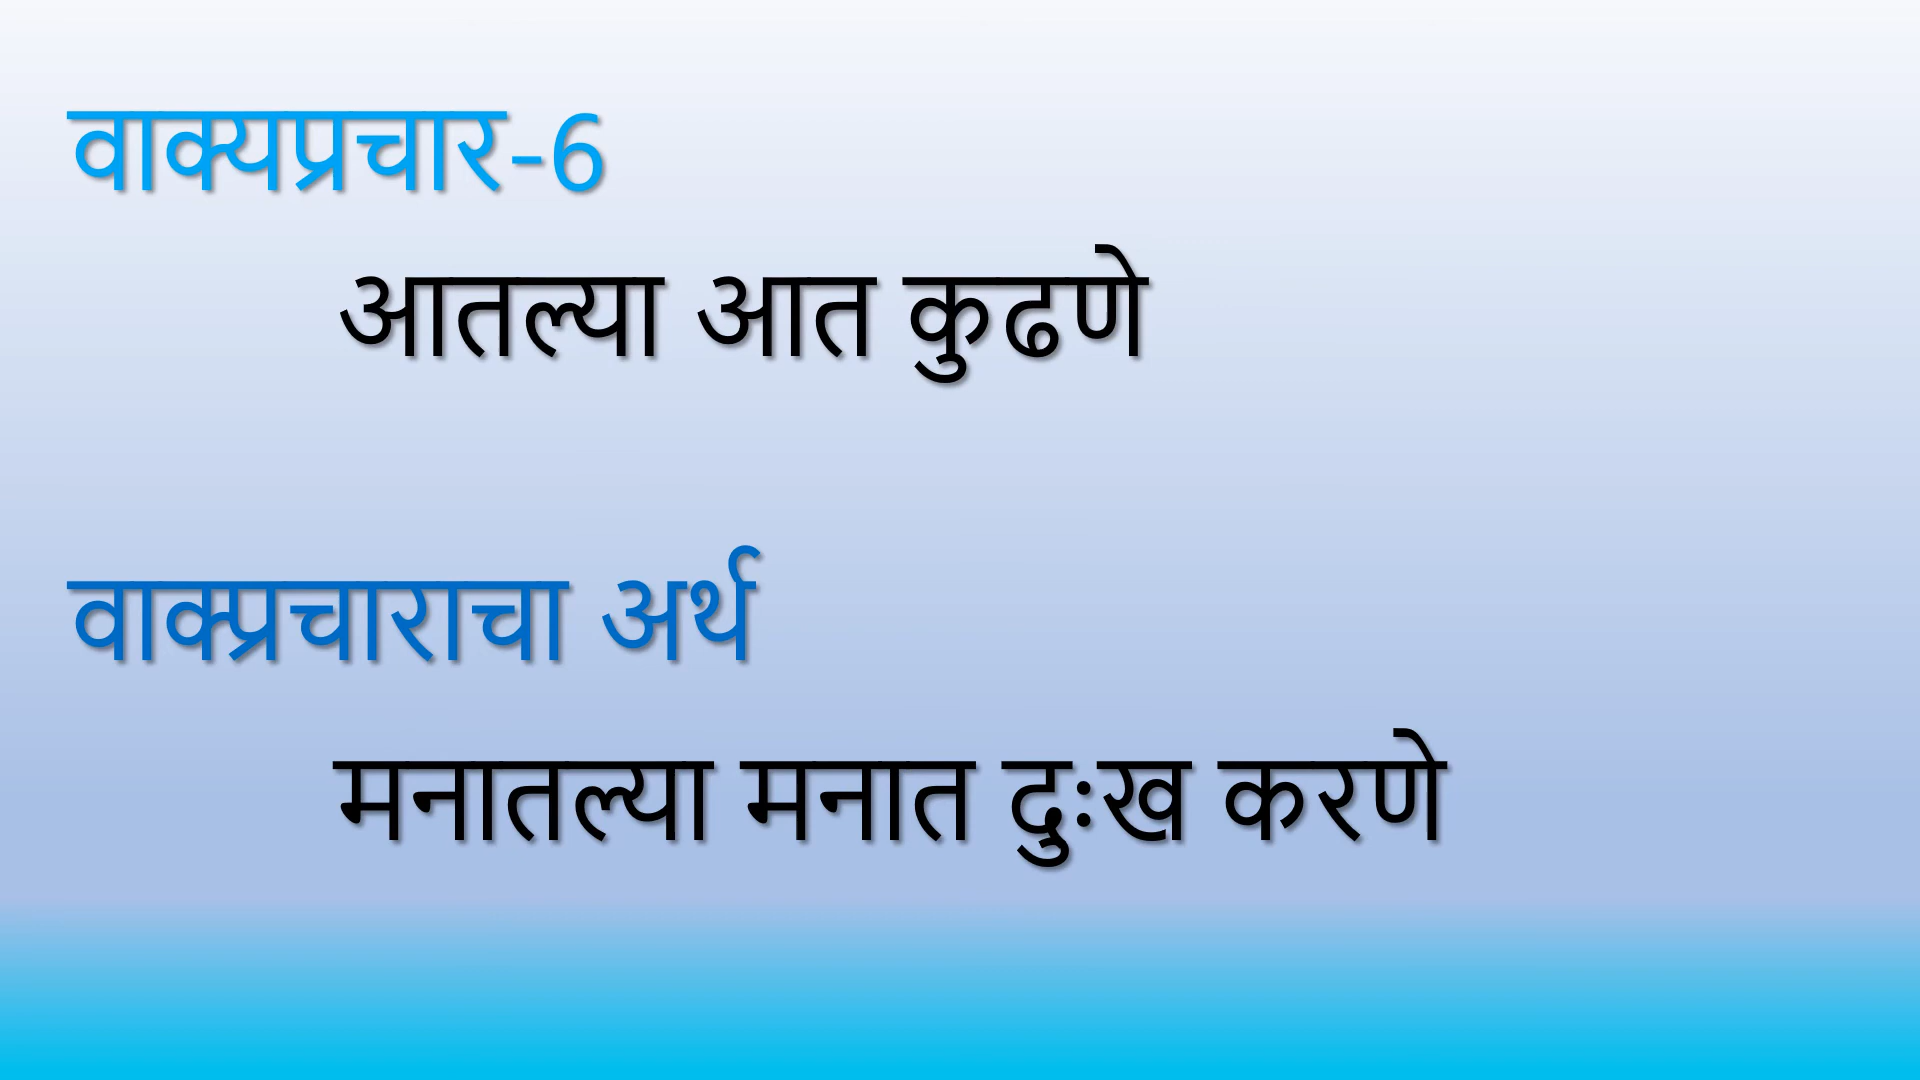 वाक्यप्रचार-6
आतल्या आत कुढणे
वाक्प्रचाराचा अर्थ
मनातल्या मनात दुःख करणे